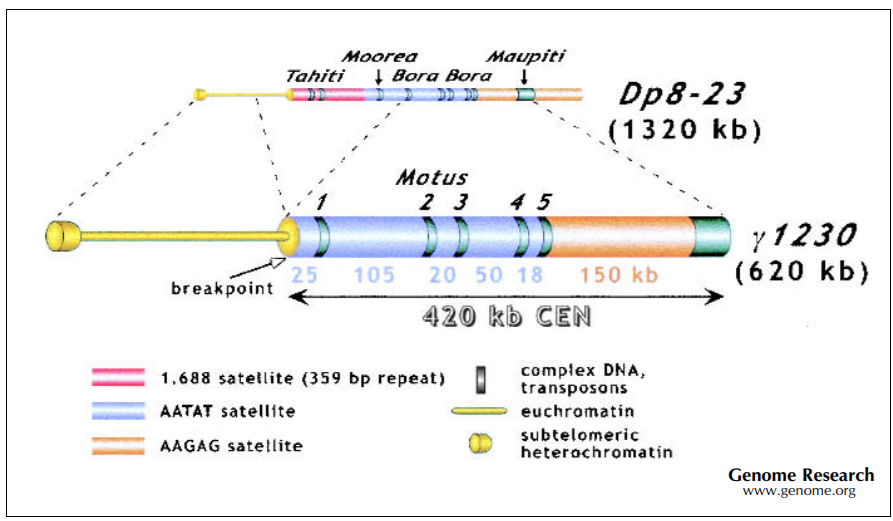 Moorea Maupiti
Tahiti Bora Bora
Dp8-23
(1320 kb)
Motus
1 2 3 4 5
γ1230
(620 kb)
breakpoint
25 105 20 50 18 150 kb
420 kb CEN
1.688 satellite (359 bp repeat)
AATAT satellite
AAGAG satellite
complex DNA,
transposons
euchromatin
subtelomeric
heterochromatin
Genome Research
www.genome.org